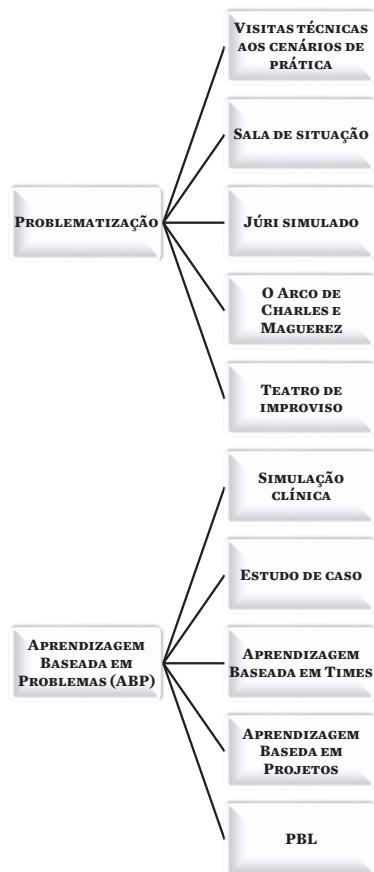 VISITAS TÉCNICAS
AOS CENÁRIOS DE
PRÁTICA
SALA DE SITUAÇÃO
PROBLEMATIZAÇÃO
JÚRI SIMULADO
O ARCO DE
CHARLES E
MAGUEREZ
TEATRO DE
IMPROVISO
SIMULAÇÃO
CLÍNICA
ESTUDO DE CASO
APRENDIZAGEM
BASEADA EM
PROBLEMAS (ABP)
APRENDIZAGEM
BASEADA EM TIMES
APRENDIZAGEM
BASEDA EM
PROJETOS
PBL